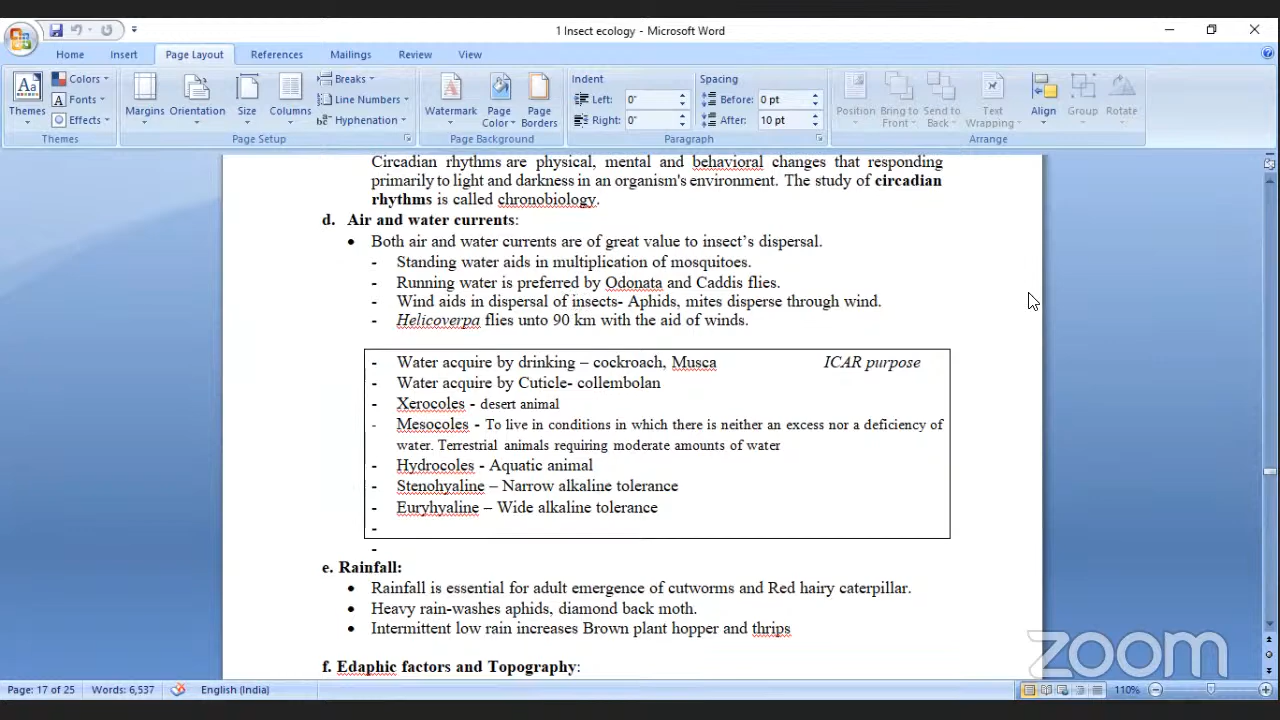 1 Insect ecology - Microsoft Word
Home Insert Page Layout References Mailings Review View
Aa Themes Colors Fonts Effects Margins Orientation Size Columns Breaks Line Numbers Hyphenation Watermark Page Color Page Borders Indent Left: 0" Right: 0" Spacing Before: 0 pt After: 10 pt Position Bring to Front Send to Back Text Wrapping Align Group Rotate
Themes Page Setup Page Background Paragraph Arrange
Circadian rhythms are physical, mental and behavioral changes that responding
primarily to light and darkness in an organism's environment. The study of circadian
rhythms is called chronobiology.
d. Air and water currents:
• Both air and water currents are of great value to insect's dispersal.
- Standing water aids in multiplication of mosquitoes.
- Running water is preferred by Odonata and Caddis flies.
- Wind aids in dispersal of insects- Aphids, mites disperse through wind.
- Helicoverpa flies unto 90 km with the aid of winds.
- Water acquire by drinking – cockroach, Musca ICAR purpose
- Water acquire by Cuticle- collembolan
- Xerocoles - desert animal
- Mesocoles - To live in conditions in which there is neither an excess nor a deficiency of
water. Terrestrial animals requiring moderate amounts of water
- Hydrocoles - Aquatic animal
- Stenohyaline – Narrow alkaline tolerance
- Euryhyaline – Wide alkaline tolerance
-
-
e. Rainfall:
• Rainfall is essential for adult emergence of cutworms and Red hairy caterpillar.
• Heavy rain-washes aphids, diamond back moth.
• Intermittent low rain increases Brown plant hopper and thrips
f. Edaphic factors and Topography:
zoom
Page: 17 of 25 Words: 6,537 English (India) 110%